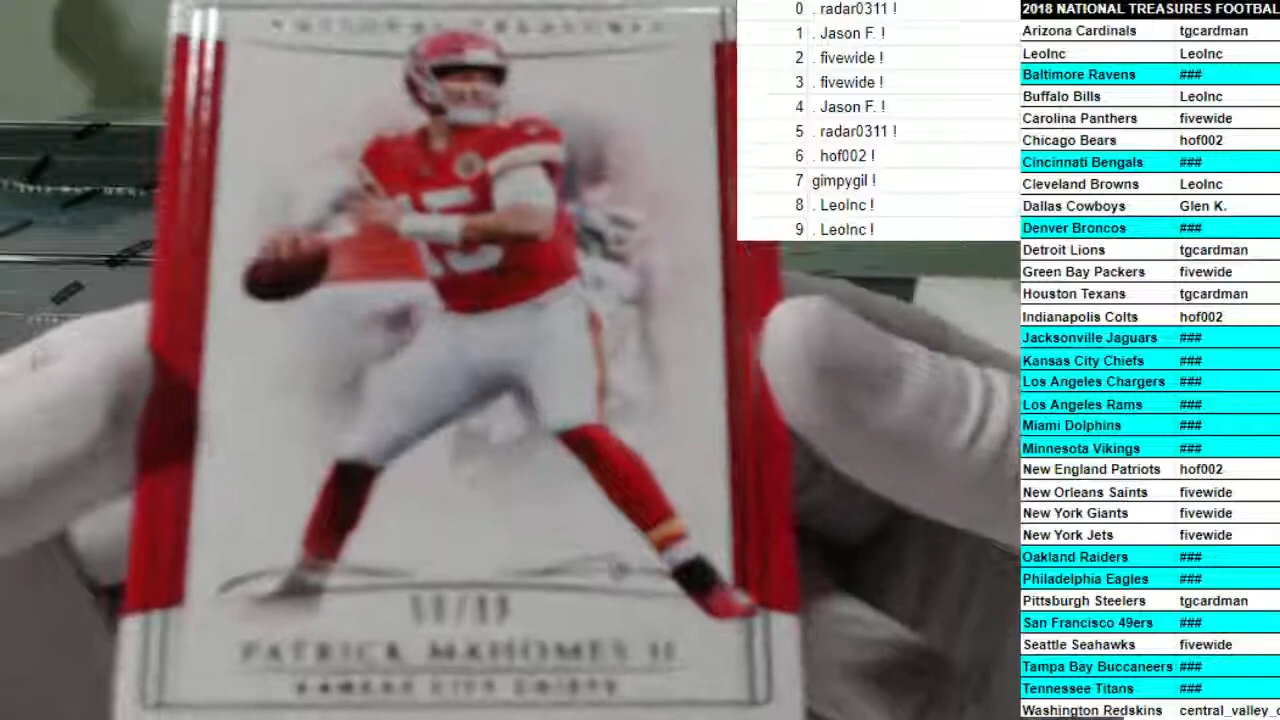 NATIONAL TREASURES
PATRICK MAHOMES II
KANSAS CITY CHIEFS
0 . radar0311 !
1 . Jason F. !
2 . fivewide !
3 . fivewide !
4 . Jason F. !
5 . radar0311 !
6 . hof002 !
7 gimpygil !
8 . LeoInc !
9 . LeoInc !
2018 NATIONAL TREASURES FOOTBAL
Arizona Cardinals tgcardman
LeoInc LeoInc
Baltimore Ravens ###
Buffalo Bills LeoInc
Carolina Panthers fivewide
Chicago Bears hof002
Cincinnati Bengals ###
Cleveland Browns LeoInc
Dallas Cowboys Glen K.
Denver Broncos ###
Detroit Lions tgcardman
Green Bay Packers fivewide
Houston Texans tgcardman
Indianapolis Colts hof002
Jacksonville Jaguars ###
Kansas City Chiefs ###
Los Angeles Chargers ###
Los Angeles Rams ###
Miami Dolphins ###
Minnesota Vikings ###
New England Patriots hof002
New Orleans Saints fivewide
New York Giants fivewide
New York Jets fivewide
Oakland Raiders ###
Philadelphia Eagles ###
Pittsburgh Steelers tgcardman
San Francisco 49ers ###
Seattle Seahawks fivewide
Tampa Bay Buccaneers ###
Tennessee Titans ###
Washington Redskins central_valley_c